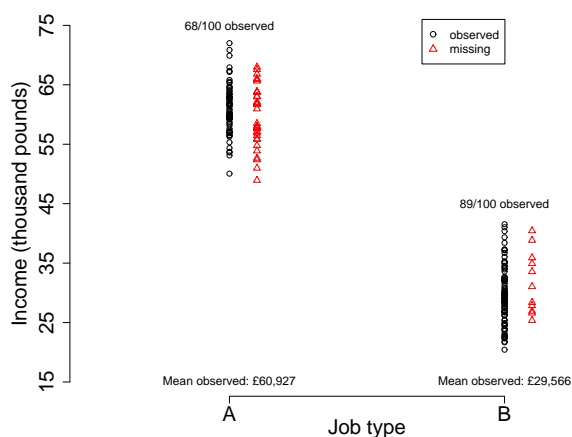 68/100 observed
observed
missing
75
65
55
45
35
25
15
Income (thousand pounds)
89/100 observed
Mean observed: £60,927
Mean observed: £29,566
A
B
Job type